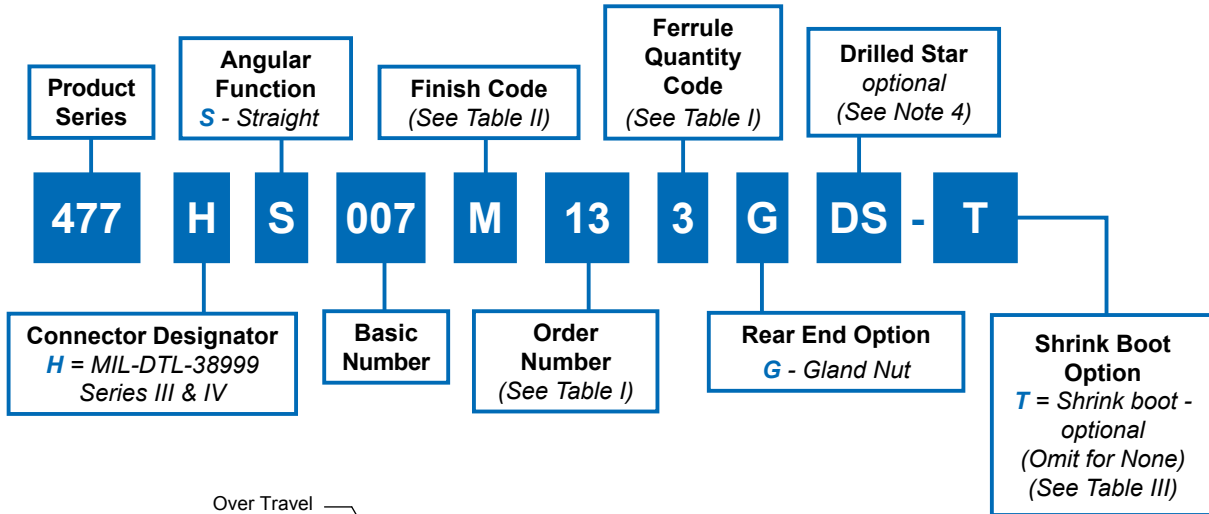 Product
Series
Angular
Function
S - Straight
Finish Code
(See Table II)
Ferrule
Quantity
Code
(See Table I)
Drilled Star
optional
(See Note 4)
477 H S 007 M 13 3 G DS - T
Connector Designator
H = MIL-DTL-38999
Series III & IV
Basic
Number
Order
Number
(See Table I)
Rear End Option
G - Gland Nut
Shrink Boot
Option
T = Shrink boot -
optional
(Omit for None)
(See Table III)
Over Travel